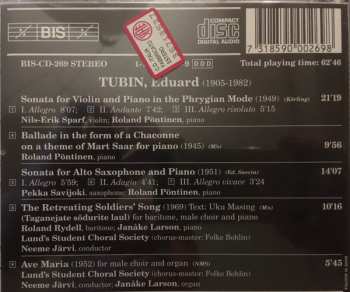 BIS
COMPACT
disc
DIGITAL AUDIO
7 318590 002698
BIS-CD-269 STEREO
D D D
Total playing time: 62'46
TUBIN, Eduard (1905-1982)
Sonata for Violin and Piano in the Phrygian Mode (1949) (Körling) 21'19
I. Allegro 8'07; II. Andante 7'42; III. Allegro risoluto 5'15
Nils-Erik Sparf, violin; Roland Pöntinen, piano
Ballade in the form of a Chaconne
on a theme of Mart Saar for piano (1945) (Ms) 9'56
Roland Pöntinen, piano
Sonata for Alto Saxophone and Piano (1951) (Ed. Suecia) 14'07
I. Allegro 5'59; II. Adagio 4'41; III. Allegro vivace 3'24
Pekka Savijoki, alto saxophone; Roland Pöntinen, piano
The Retreating Soldiers' Song (1969) Text: Uku Masing (Ms) 10'16
(Taganejate sõdurite laul) for baritone, male choir and piano
Roland Rydell, baritone; Janåke Larson, piano
Lund's Student Choral Society (chorus-master: Folke Bohlin)
Neeme Järvi, conductor
Ave Maria (1952) for male choir and organ (NMS) 5'45
Lund's Student Choral Society (chorus-master: Folke Bohlin)
Neeme Järvi, conductor; Janåke Larson, organ